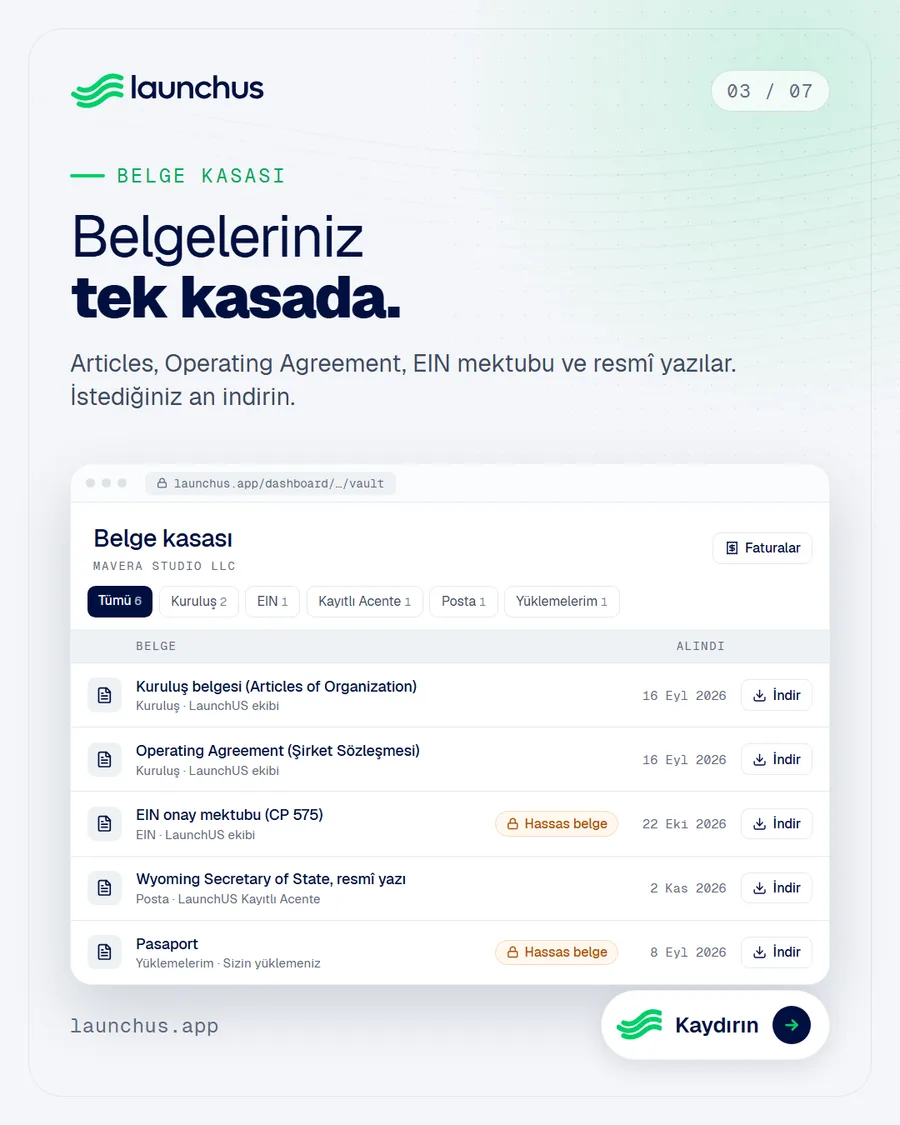 launchus
03 / 07
BELGE KASASI
Belgeleriniz
tek kasada.
Articles, Operating Agreement, EIN mektubu ve resmî yazılar.
İstediğiniz an indirin.
launchus.app/dashboard/…/vault
Belge kasası
MAVERA STUDIO LLC
Faturalar
Tümü 6 Kuruluş 2 EIN 1 Kayıtlı Acente 1 Posta 1 Yüklemelerim 1
BELGE ALINDI
Kuruluş belgesi (Articles of Organization)
Kuruluş · LaunchUS ekibi
16 Eyl 2026 İndir
Operating Agreement (Şirket Sözleşmesi)
Kuruluş · LaunchUS ekibi
16 Eyl 2026 İndir
EIN onay mektubu (CP 575)
EIN · LaunchUS ekibi
Hassas belge 22 Eki 2026 İndir
Wyoming Secretary of State, resmî yazı
Posta · LaunchUS Kayıtlı Acente
2 Kas 2026 İndir
Pasaport
Yüklemelerim · Sizin yüklemeniz
Hassas belge 8 Eyl 2026 İndir
launchus.app
Kaydırın